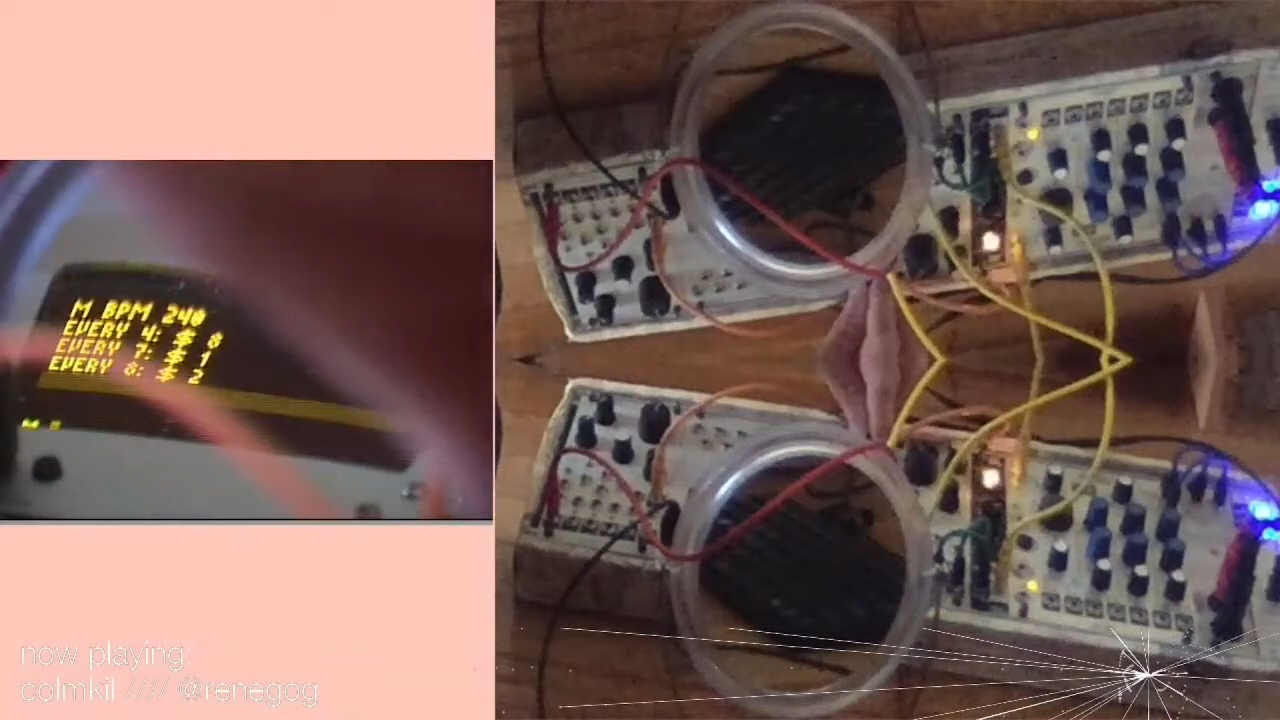 M BPM 240
EVERY 4: $ 8
EVERY 7: $ 1
EVERY 8: $ 2
now playing:
colmkil //// @renegog